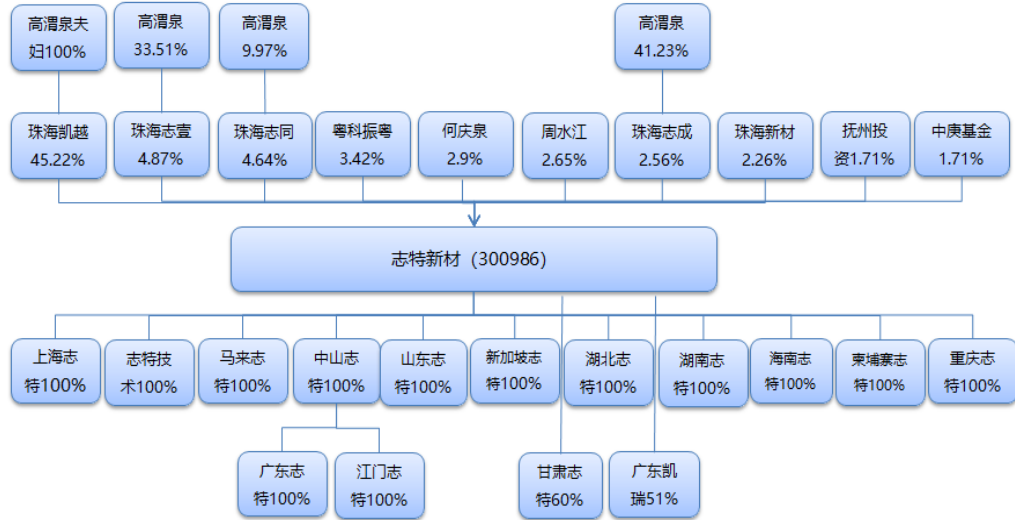 高渭泉夫
妇100%
高渭泉
33.51%
高渭泉
9.97%
高渭泉
41.23%
珠海凯越
45.22%
珠海志壹
4.87%
珠海志同
4.64%
粤科振粤
3.42%
何庆泉
2.9%
周水江
2.65%
珠海志成
2.56%
珠海新材
2.26%
抚州投
资1.71%
中庚基金
1.71%
志特新材（300986）
上海志
特100%
志特技
术100%
马来志
特100%
中山志
特100%
山东志
特100%
新加坡志
特100%
湖北志
特100%
湖南志
特100%
海南志
特100%
柬埔寨志
特100%
重庆志
特100%
广东志
特100%
江门志
特100%
甘肃志
特60%
广东凯
瑞51%